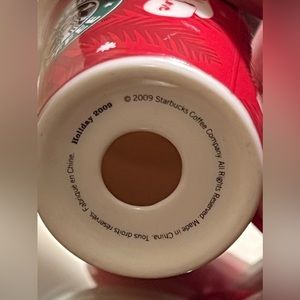 Holiday 2009
© 2009 Starbucks Coffee Company. All Rights Reserved. Made in China. Tous droits réservés. Fabriqué en Chine.